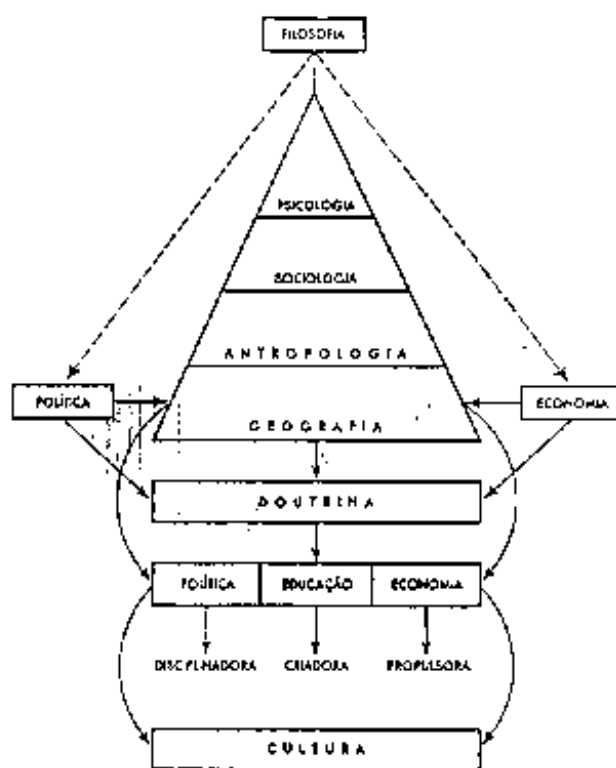 FILOSOFIA
PSICOLOGIA
SOCIOLOGIA
ANTROPOLOGIA
POLÍTICA
ECONOMIA
GEOGRAFIA
DOUTRINA
POLÍTICA EDUCAÇÃO ECONOMIA
DISCIPLINADORA CRIADORA PROPULSORA
CULTURA